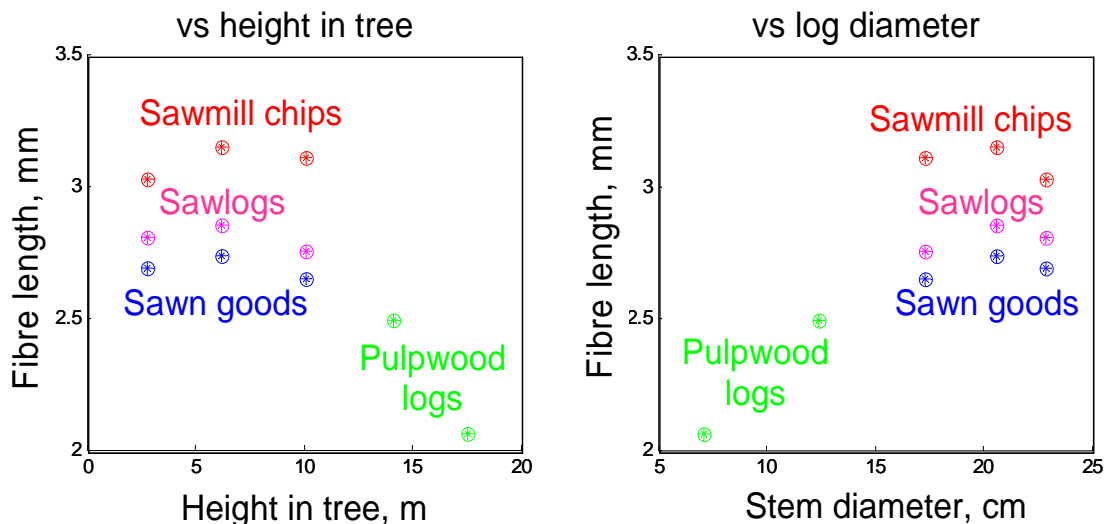 vs height in tree
3.5
3
2.5
2
Fibre length, mm
Sawmill chips
Sawlogs
Sawn goods
Pulpwood
logs
0
5
10
15
20
Height in tree, m
vs log diameter
3.5
3
2.5
2
Fibre length, mm
Sawmill chips
Sawlogs
Sawn goods
Pulpwood
logs
5
10
15
20
25
Stem diameter, cm